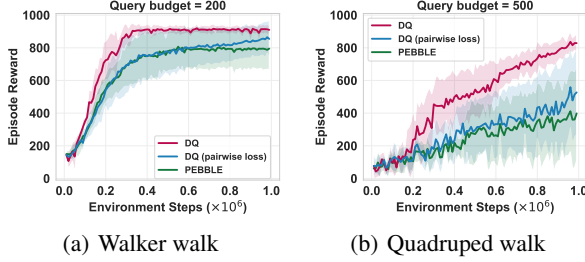 Query budget = 200
Episode Reward
1000
800
600
400
200
0
DQ
DQ (pairwise loss)
PEBBLE
0.0 0.2 0.4 0.6 0.8 1.0
Environment Steps (×10⁶)
(a) Walker walk
Query budget = 500
Episode Reward
1000
800
600
400
200
0
DQ
DQ (pairwise loss)
PEBBLE
0.0 0.2 0.4 0.6 0.8 1.0
Environment Steps (×10⁶)
(b) Quadruped walk